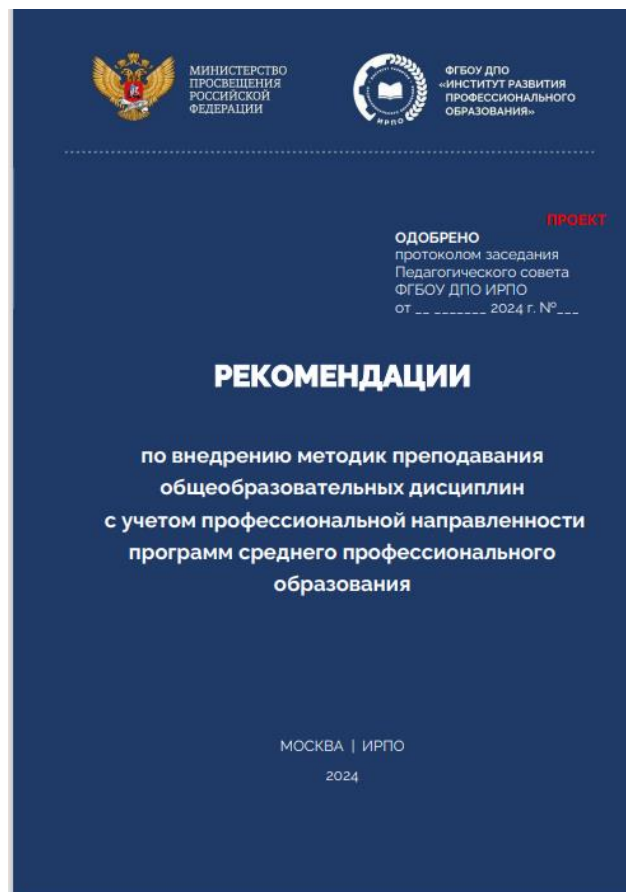 МИНИСТЕРСТВО
ПРОСВЕЩЕНИЯ
РОССИЙСКОЙ
ФЕДЕРАЦИИ
ИРПО
ФГБОУ ДПО
«ИНСТИТУТ РАЗВИТИЯ
ПРОФЕССИОНАЛЬНОГО
ОБРАЗОВАНИЯ»
ПРОЕКТ
ОДОБРЕНО
протоколом заседания
Педагогического совета
ФГБОУ ДПО ИРПО
от __ _______ 2024 г. №___
РЕКОМЕНДАЦИИ
по внедрению методик преподавания
общеобразовательных дисциплин
с учетом профессиональной направленности
программ среднего профессионального
образования
МОСКВА | ИРПО
2024